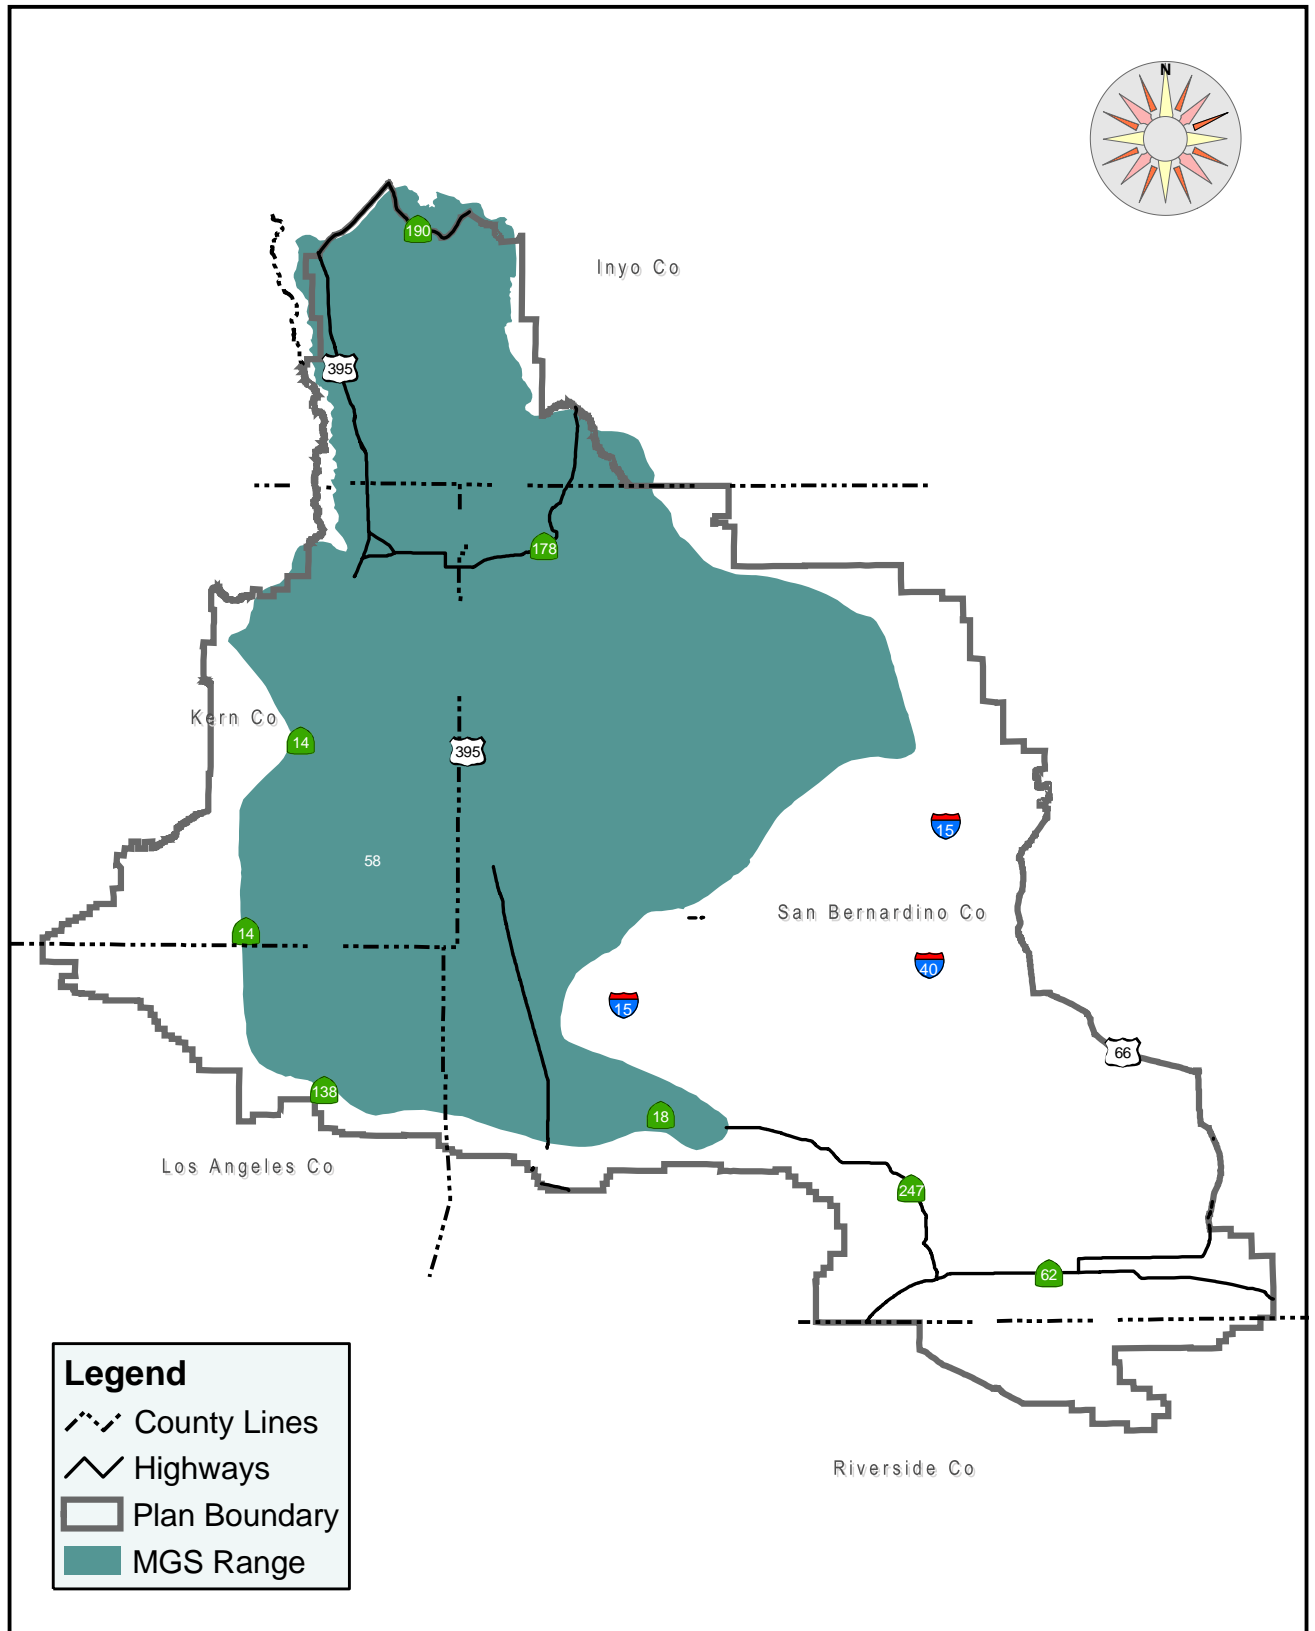 N
190
Inyo Co
395
178
Kern Co
14
395
15
58
San Bernardino Co
14
40
15
66
138
18
Los Angeles Co
247
62
Legend
County Lines
Highways
Plan Boundary
MGS Range
Riverside Co